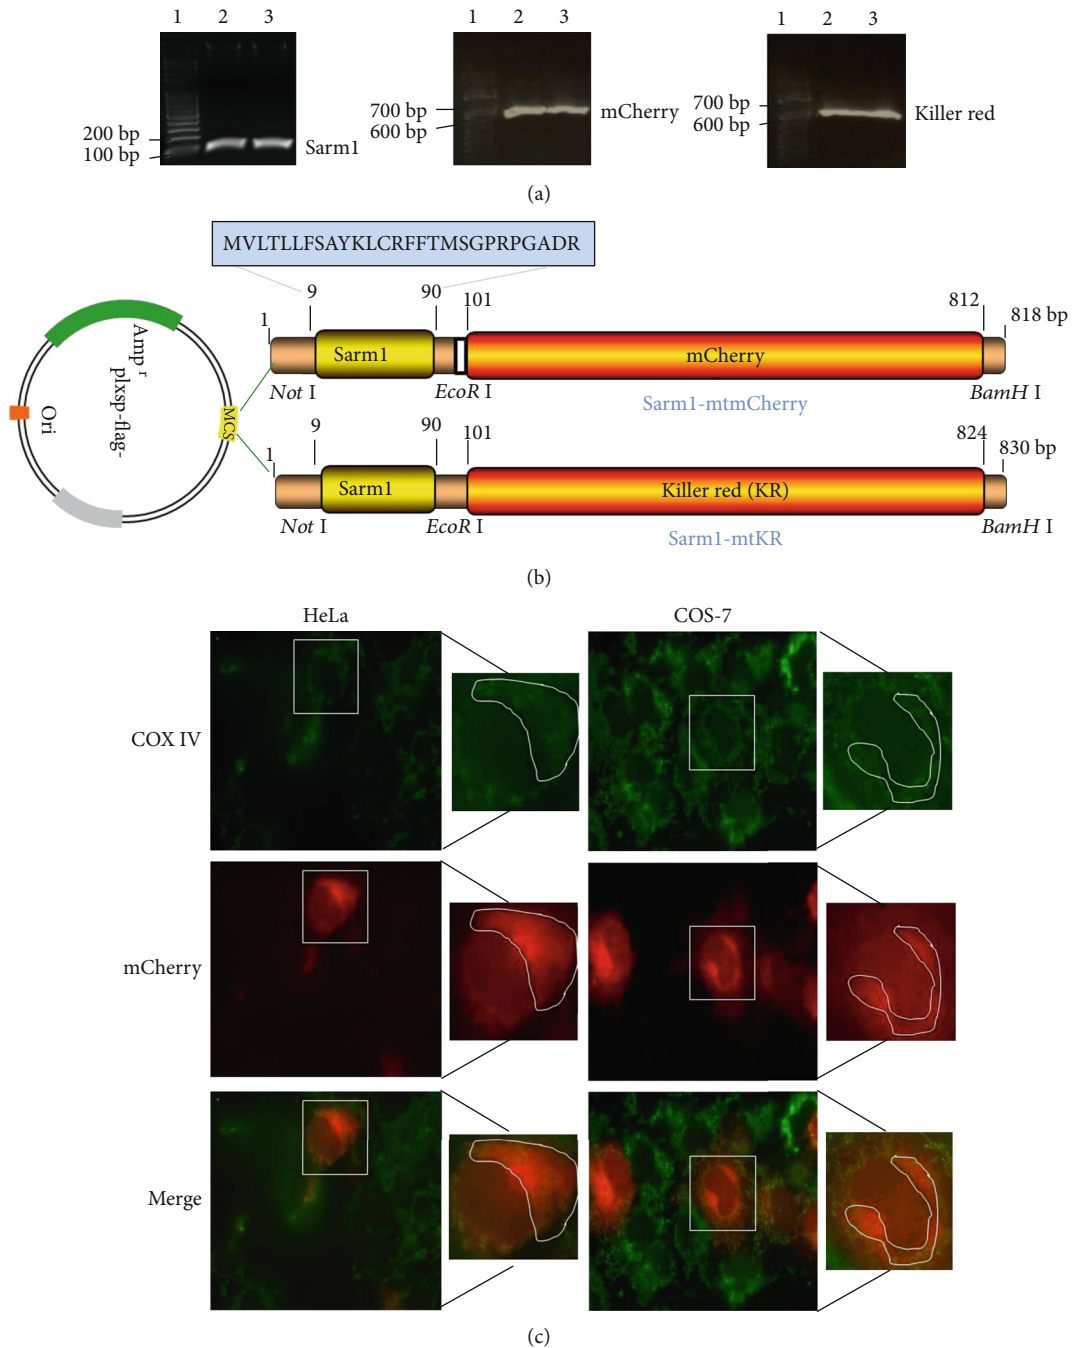 1 2 3
200 bp
100 bp
Sarm1
1 2 3
700 bp
600 bp
mCherry
1 2 3
700 bp
600 bp
Killer red
(a)
MVLTLLFSAYKLCRFFTMSGPRPGADR
1 9 90 101 812 818 bp
Sarm1 mCherry
Not I EcoR I BamH I
Sarm1-mtmCherry
Amp r
plxsp-flag-
Ori
MCS
1 9 90 101 824 830 bp
Sarm1 Killer red (KR)
Not I EcoR I BamH I
Sarm1-mtKR
(b)
HeLa COS-7
COX IV
mCherry
Merge
(c)